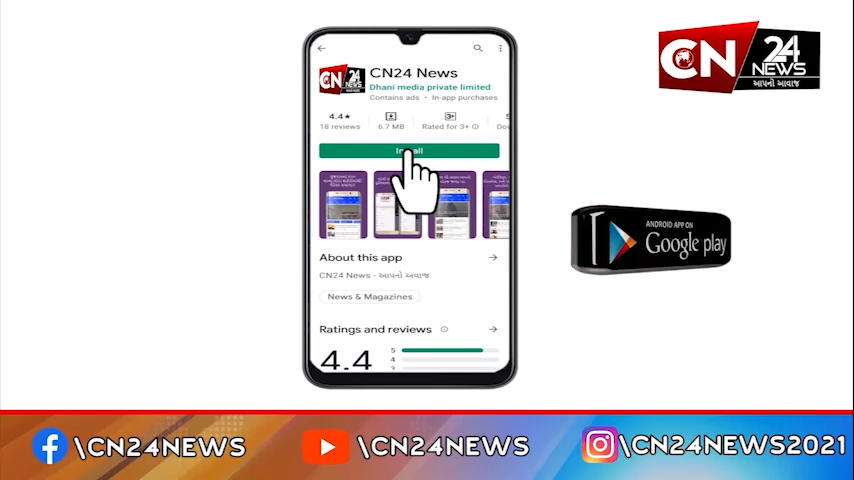 CN24 News
Dhani media private limited
Contains ads • In-app purchases
4.4★
18 reviews
6.7 MB
3+
Rated for 3+
About this app
CN24 News - આપનો અવાજ
News & Magazines
Ratings and reviews
4.4
5
4
3
CN
24
NEWS
આપનો અવાજ
ANDROID APP ON
Google play
\CN24NEWS
\CN24NEWS
\CN24NEWS2021